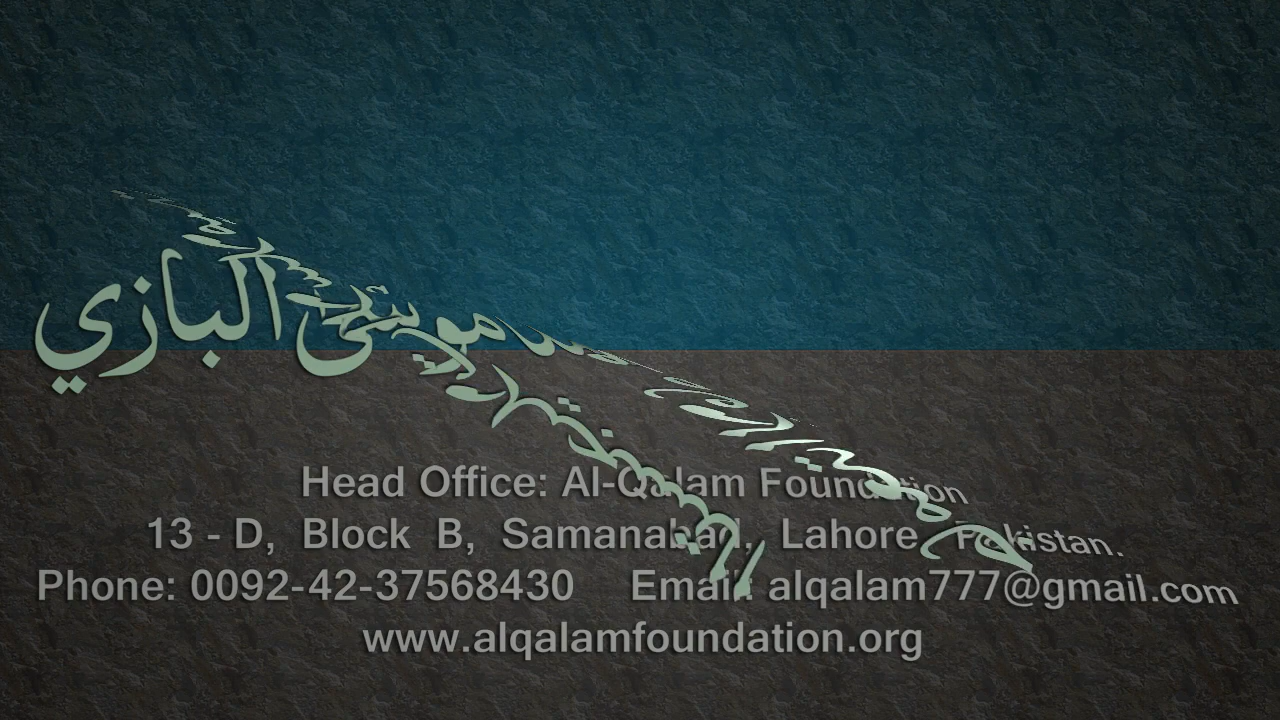 موسى البازي
Head Office: Al-Qalam Foundation
13 - D, Block B, Samanabad, Lahore, Pakistan.
Phone: 0092-42-37568430 Email: alqalam777@gmail.com
www.alqalamfoundation.org